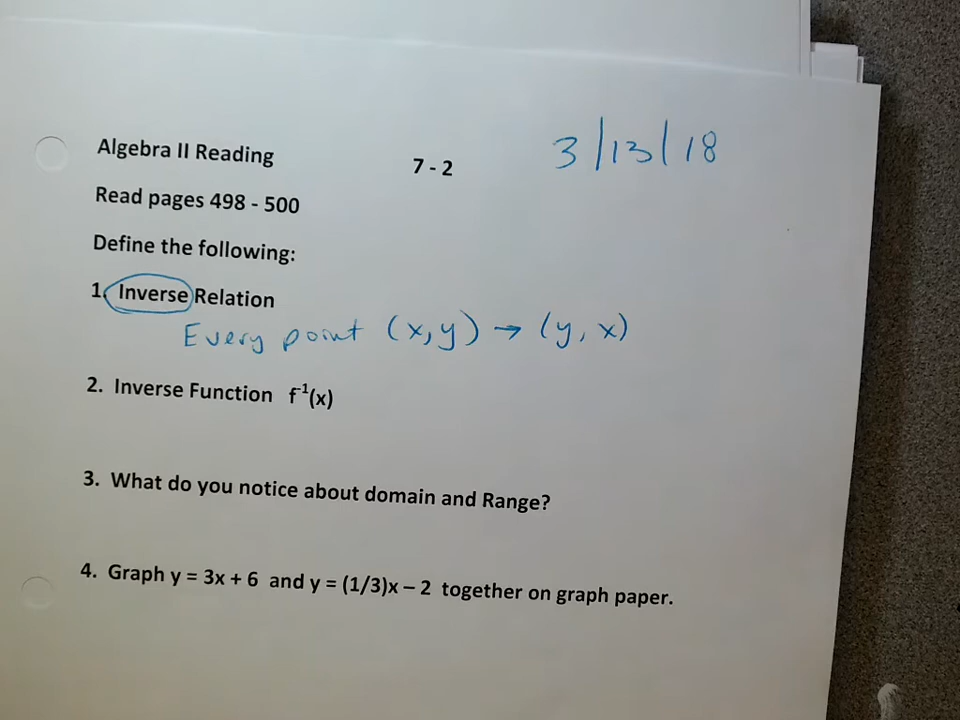 Algebra II Reading 7 - 2 3/13/18
Read pages 498 - 500
Define the following:
1. Inverse Relation
Every point (x,y) → (y, x)
2. Inverse Function f⁻¹(x)
3. What do you notice about domain and Range?
4. Graph y = 3x + 6 and y = (1/3)x – 2 together on graph paper.